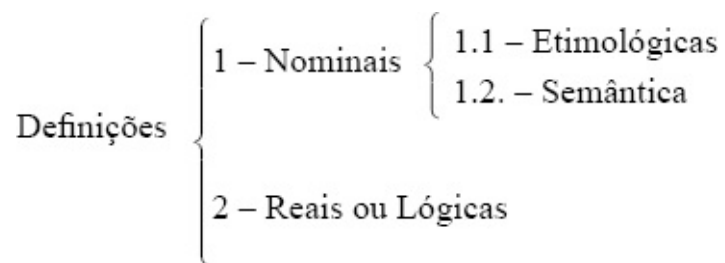 1 – Nominais
1.1 – Etimológicas
1.2. – Semântica
Definições
2 – Reais ou Lógicas